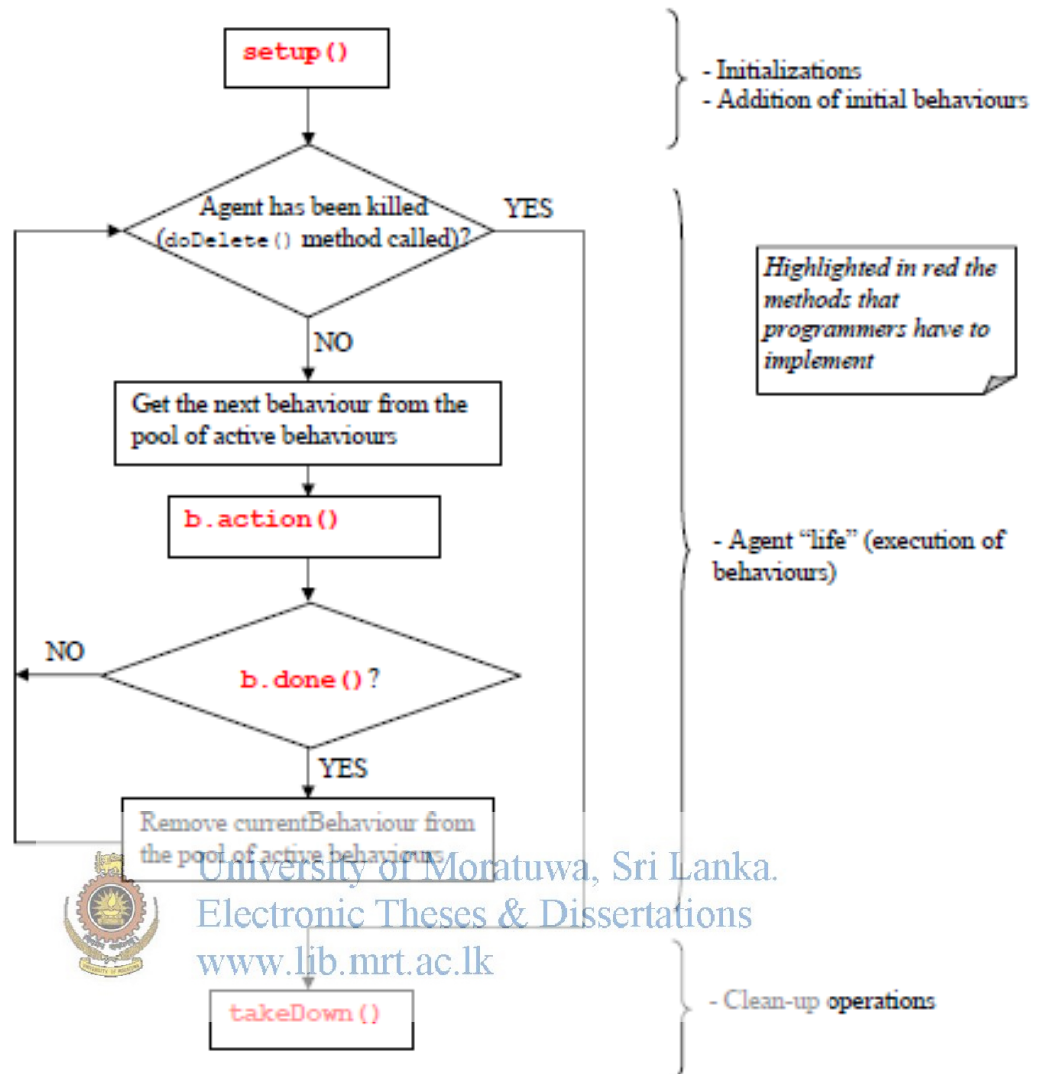 setup()
- Initializations
- Addition of initial behaviours
Agent has been killed
(doDelete() method called)?
YES
Highlighted in red the
methods that
programmers have to
implement
NO
Get the next behaviour from the
pool of active behaviours
b.action()
- Agent “life” (execution of
behaviours)
NO
b.done()?
YES
Remove currentBehaviour from
the pool of active behaviours
University of Moratuwa, Sri Lanka.
Electronic Theses & Dissertations
www.lib.mrt.ac.lk
takeDown()
- Clean-up operations